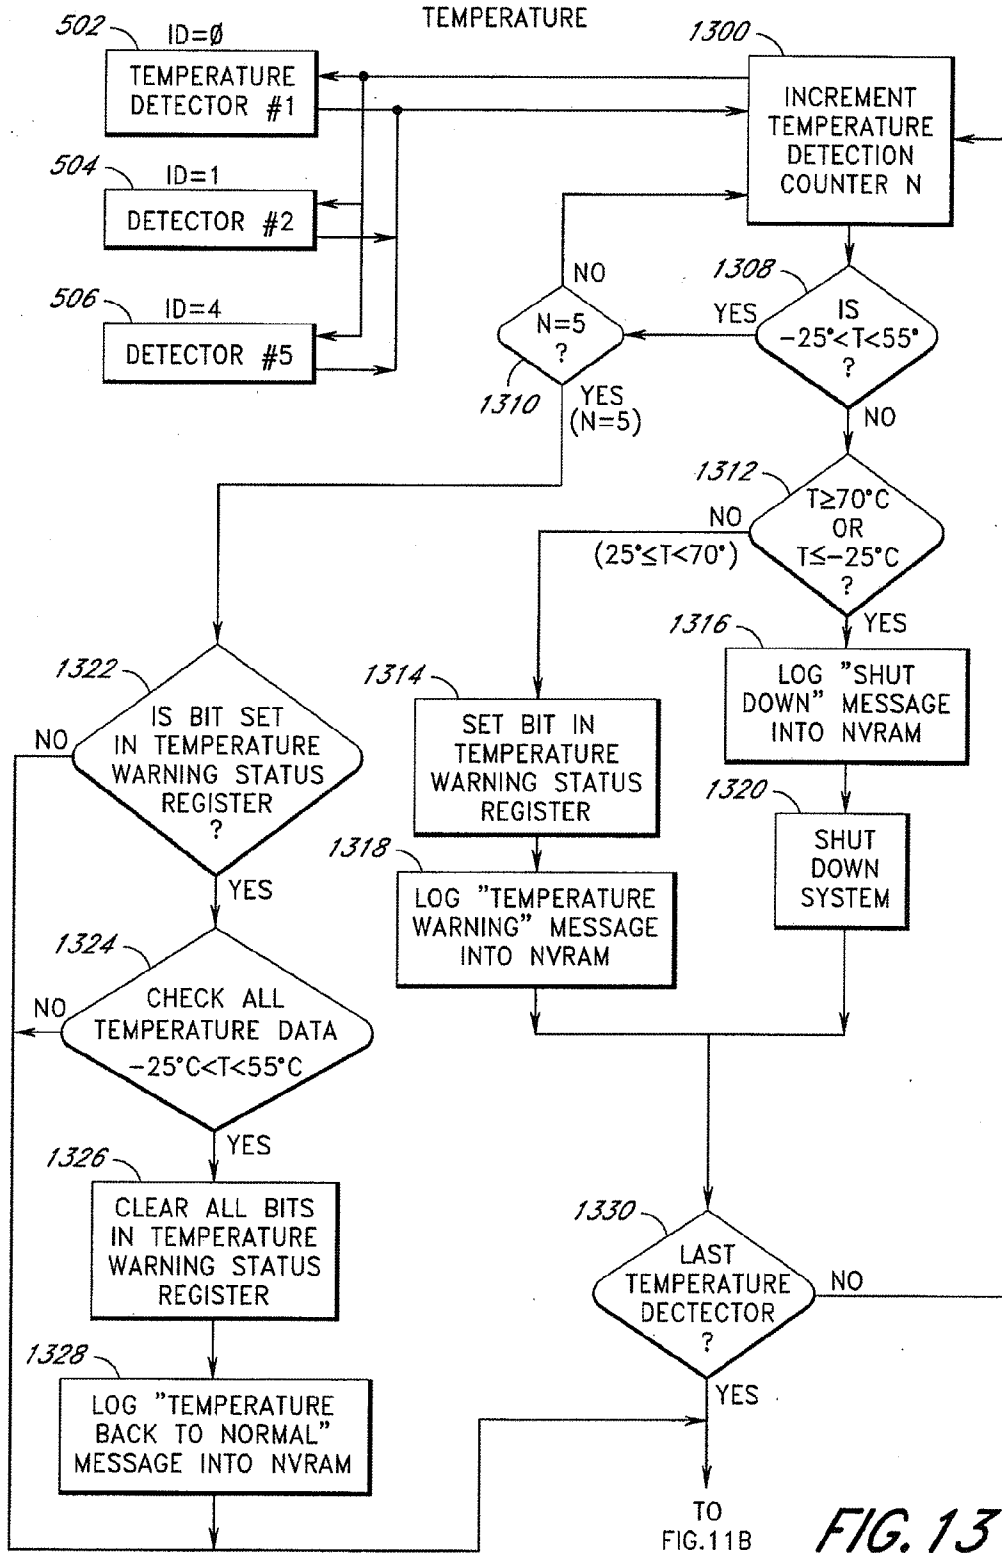 TEMPERATURE
502
ID=Ø
TEMPERATURE
DETECTOR #1
504
ID=1
DETECTOR #2
506
ID=4
DETECTOR #5
1300
INCREMENT
TEMPERATURE
DETECTION
COUNTER N
1308
IS
-25°<T<55°
?
YES
NO
NO
N=5
?
1310
YES
(N=5)
1312
T≥70°C
OR
T≤-25°C
?
NO
(25°≤T<70°)
YES
1316
LOG "SHUT
DOWN" MESSAGE
INTO NVRAM
1320
SHUT
DOWN
SYSTEM
1314
SET BIT IN
TEMPERATURE
WARNING STATUS
REGISTER
1318
LOG "TEMPERATURE
WARNING" MESSAGE
INTO NVRAM
1322
IS BIT SET
IN TEMPERATURE
WARNING STATUS
REGISTER
?
NO
YES
1324
CHECK ALL
TEMPERATURE DATA
-25°C<T<55°C
NO
YES
1326
CLEAR ALL BITS
IN TEMPERATURE
WARNING STATUS
REGISTER
1328
LOG "TEMPERATURE
BACK TO NORMAL"
MESSAGE INTO NVRAM
1330
LAST
TEMPERATURE
DECTECTOR
?
NO
YES
TO
FIG.11B
FIG.13